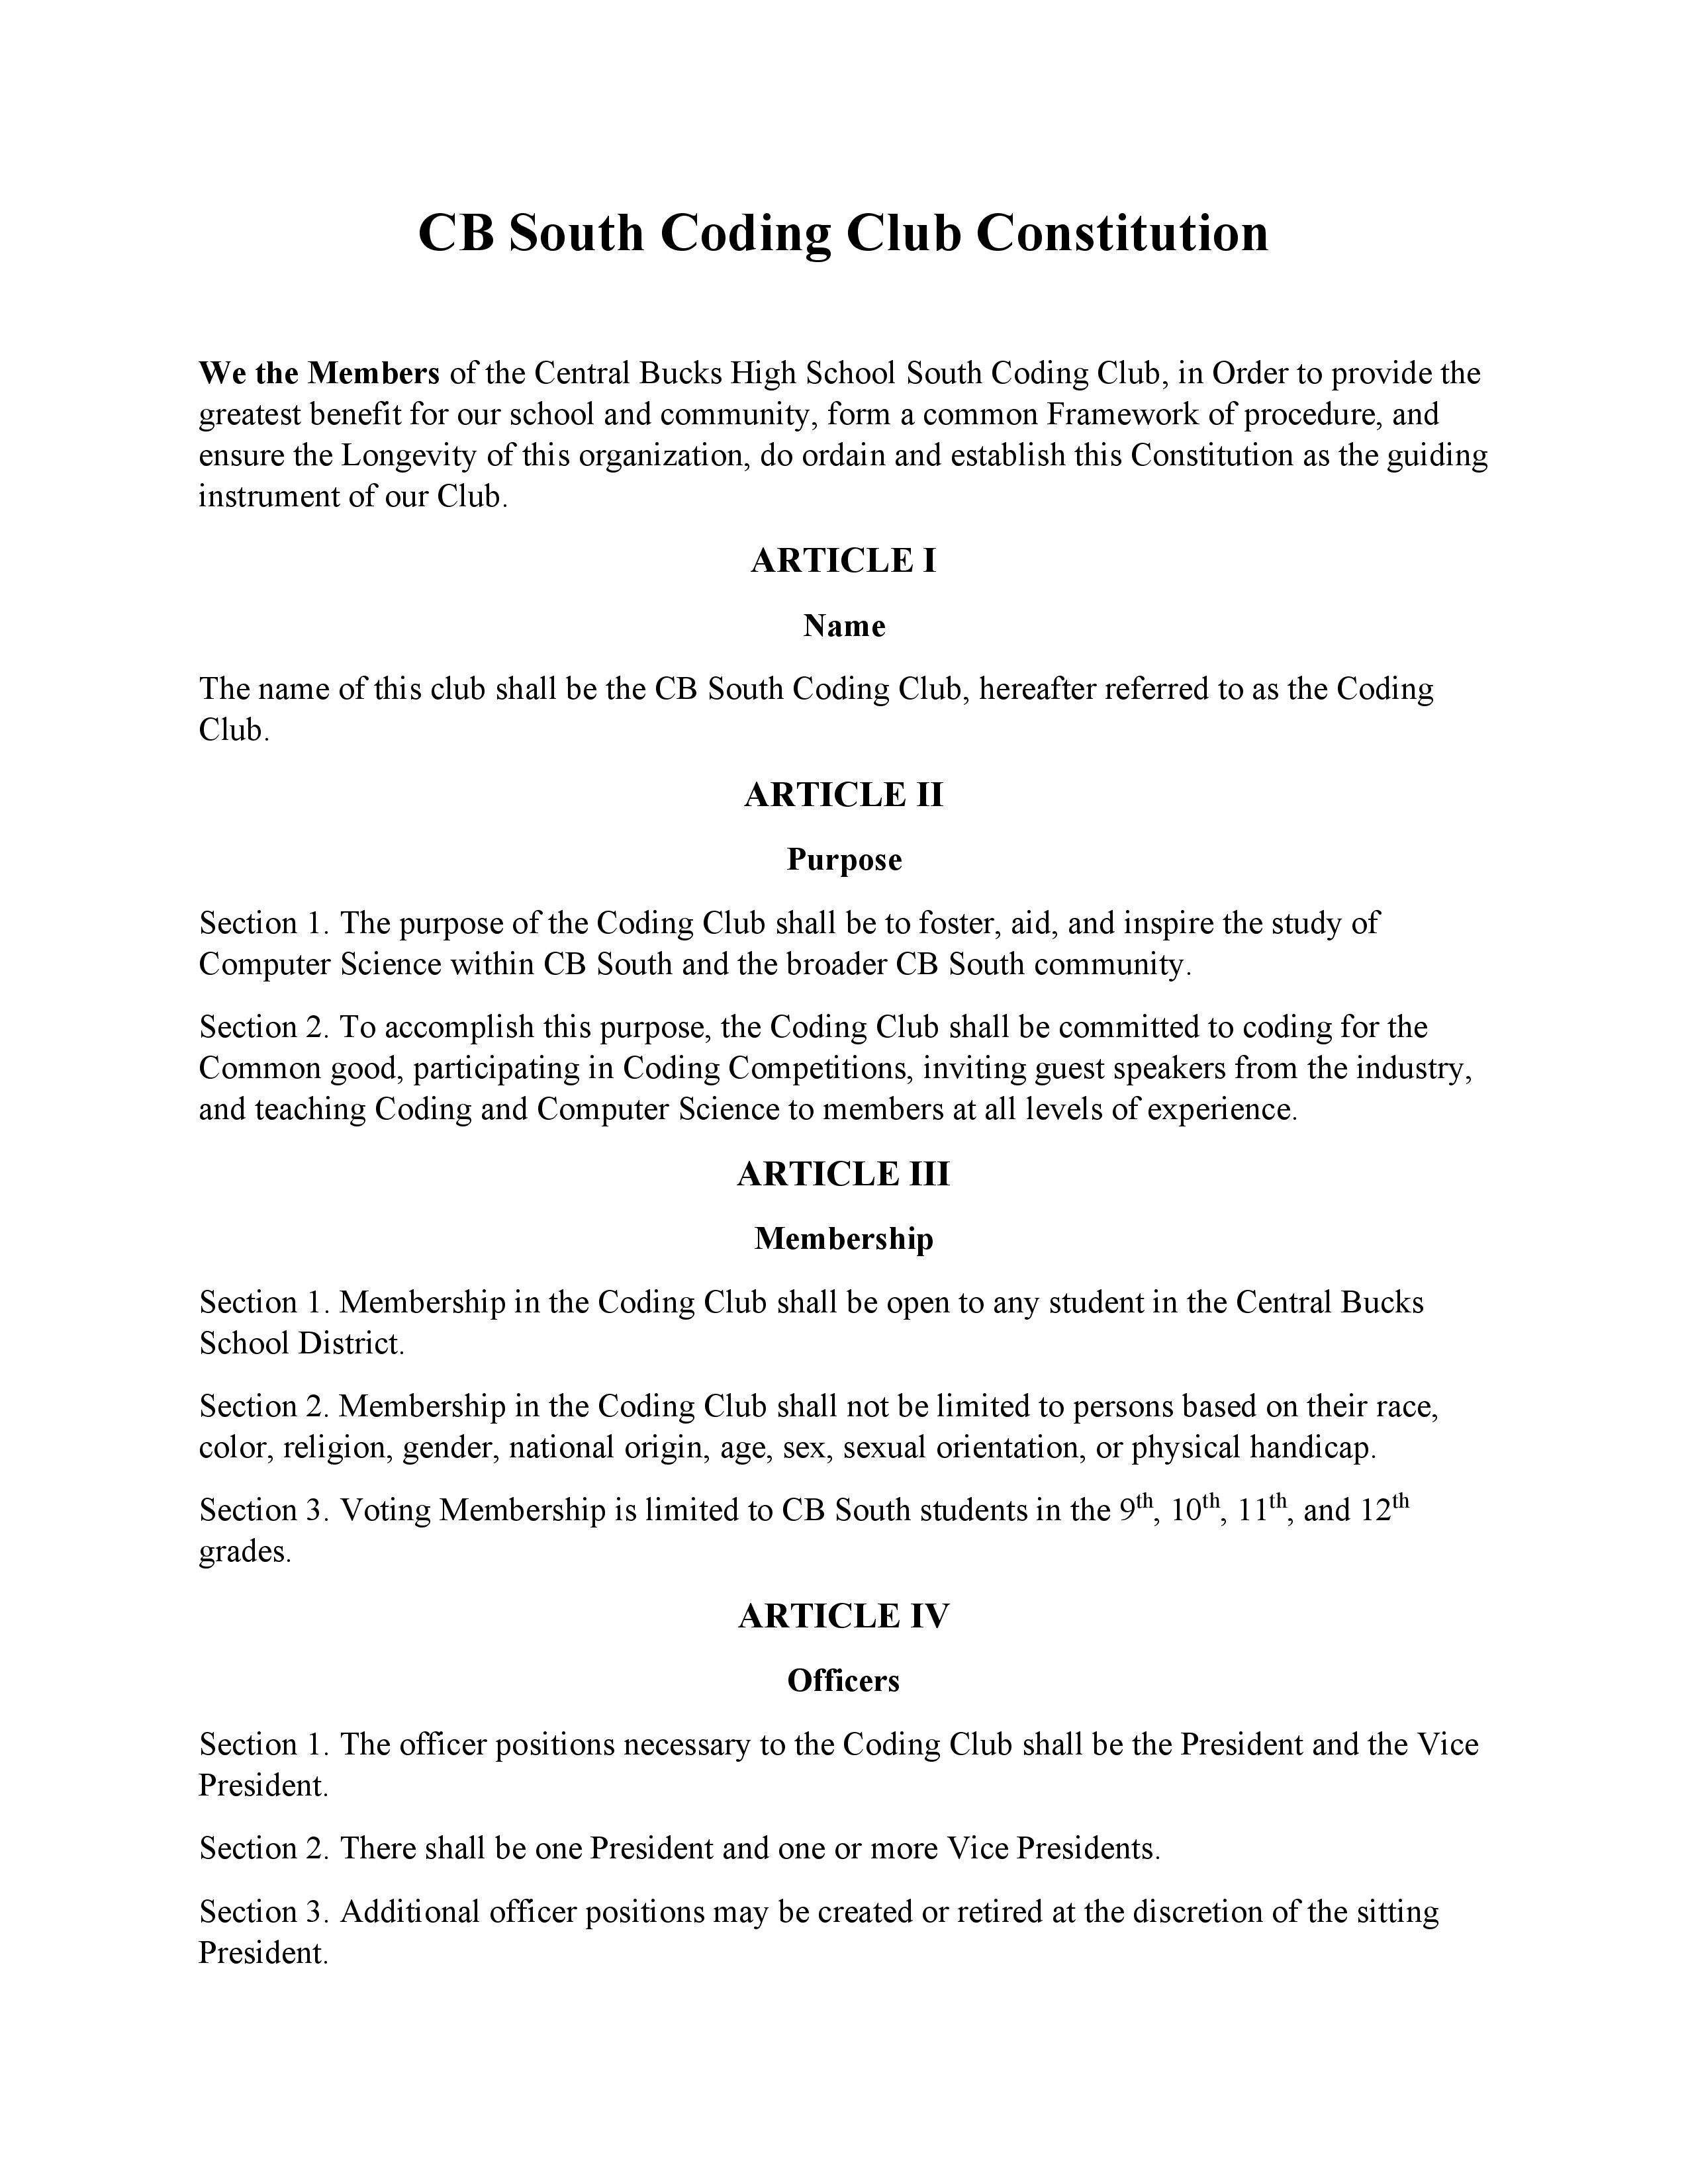 CB South Coding Club Constitution
We the Members of the Central Bucks High School South Coding Club, in Order to provide the
greatest benefit for our school and community, form a common Framework of procedure, and
ensure the Longevity of this organization, do ordain and establish this Constitution as the guiding
instrument of our Club.
ARTICLE I
Name
The name of this club shall be the CB South Coding Club, hereafter referred to as the Coding
Club.
ARTICLE II
Purpose
Section 1. The purpose of the Coding Club shall be to foster, aid, and inspire the study of
Computer Science within CB South and the broader CB South community.
Section 2. To accomplish this purpose, the Coding Club shall be committed to coding for the
Common good, participating in Coding Competitions, inviting guest speakers from the industry,
and teaching Coding and Computer Science to members at all levels of experience.
ARTICLE III
Membership
Section 1. Membership in the Coding Club shall be open to any student in the Central Bucks
School District.
Section 2. Membership in the Coding Club shall not be limited to persons based on their race,
color, religion, gender, national origin, age, sex, sexual orientation, or physical handicap.
Section 3. Voting Membership is limited to CB South students in the 9th, 10th, 11th, and 12th
grades.
ARTICLE IV
Officers
Section 1. The officer positions necessary to the Coding Club shall be the President and the Vice
President.
Section 2. There shall be one President and one or more Vice Presidents.
Section 3. Additional officer positions may be created or retired at the discretion of the sitting
President.